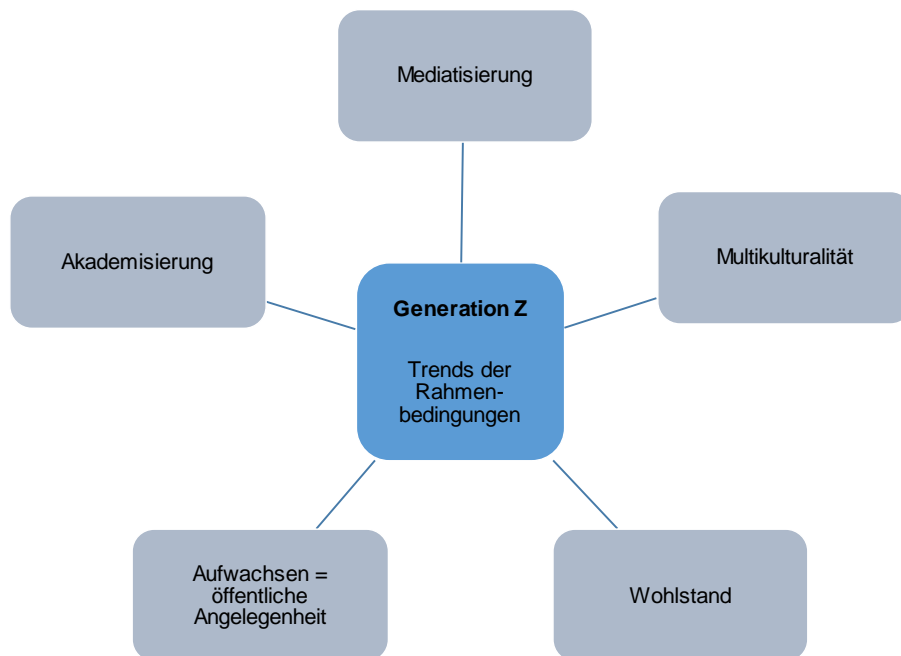 Mediatisierung
Akademisierung
Multikulturalität
Generation Z
Trends der
Rahmen-
bedingungen
Aufwachsen =
öffentliche
Angelegenheit
Wohlstand